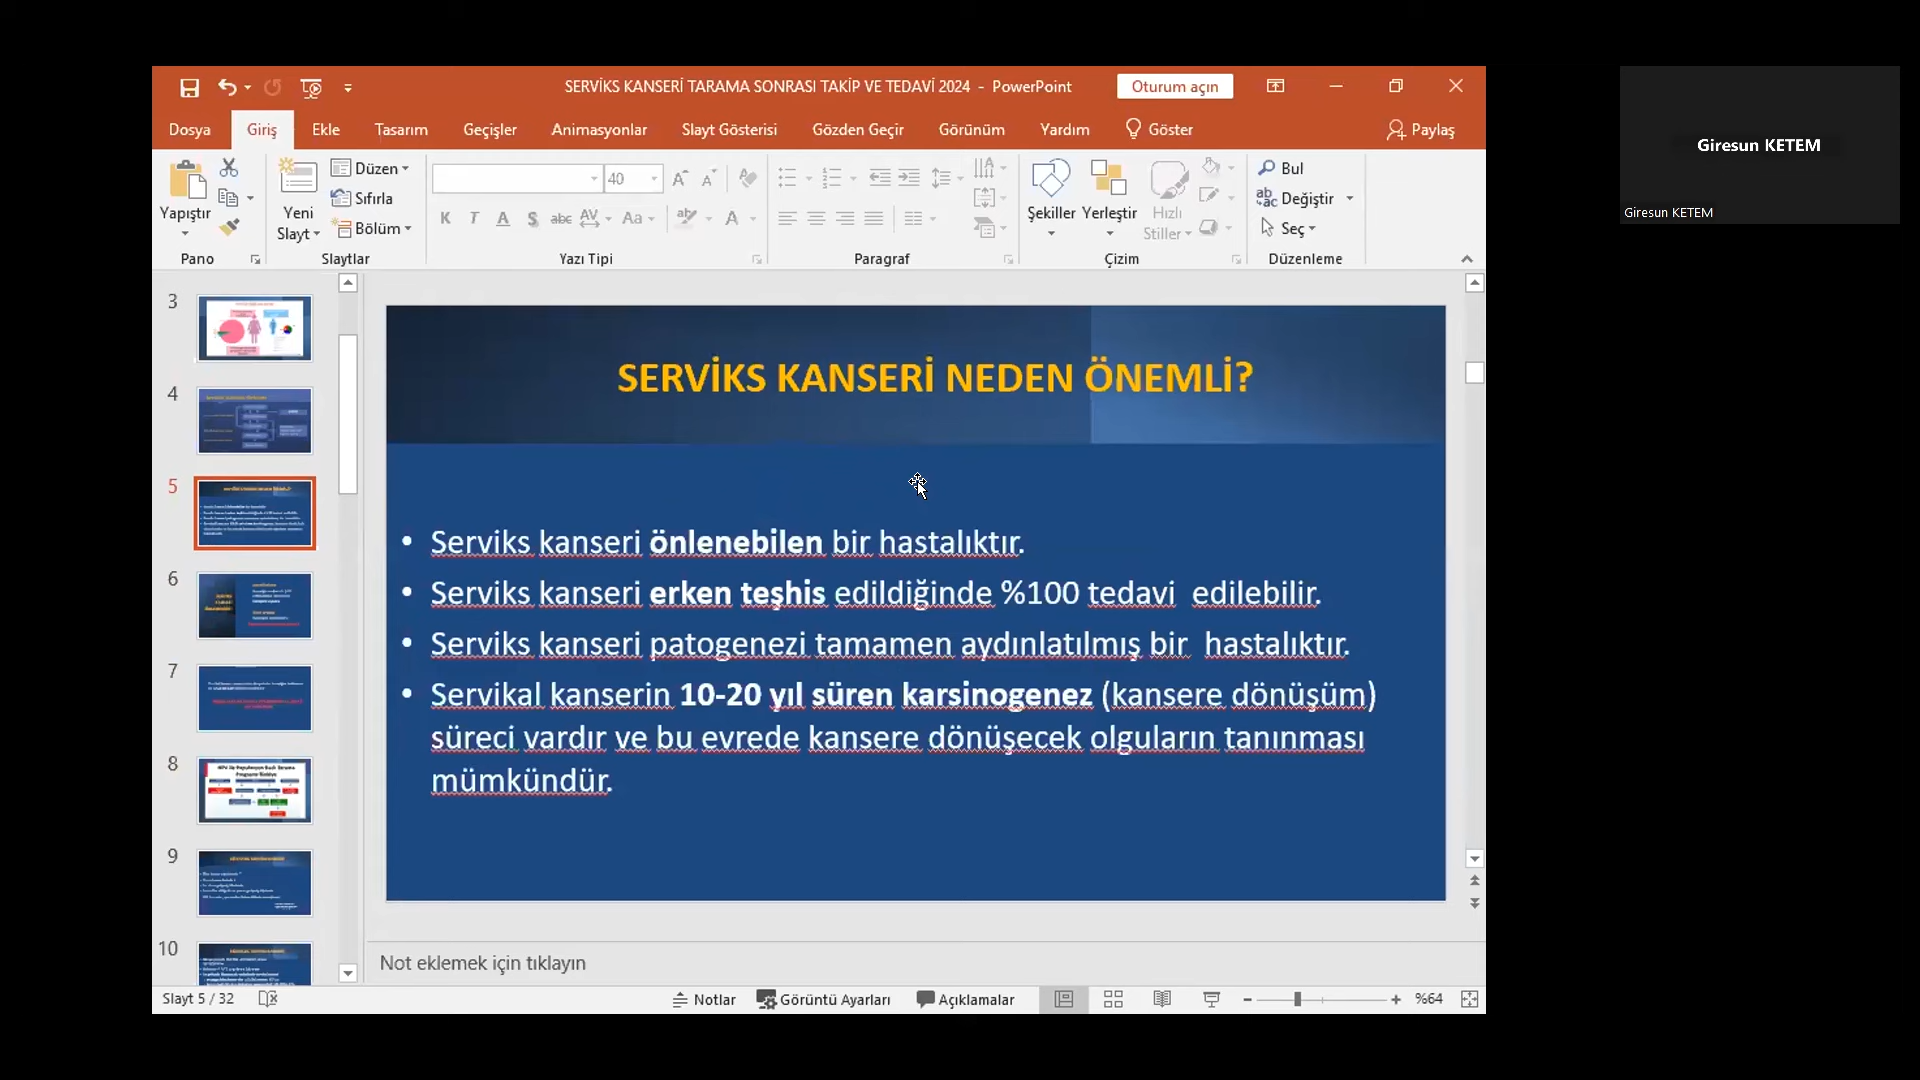 SERVİKS KANSERİ TARAMA SONRASI TAKİP VE TEDAVİ 2024 - PowerPoint
Oturum açın
Dosya Giriş Ekle Tasarım Geçişler Animasyonlar Slayt Gösterisi Gözden Geçir Görünüm Yardım Göster Paylaş
Yapıştır
Yeni Slayt
Düzen
Sıfırla
Bölüm
40
K T A S abc AV Aa A
Şekiller Yerleştir Hızlı Stiller
Bul
Değiştir
Seç
Pano Slaytlar Yazı Tipi Paragraf Çizim Düzenleme
3
4
5
6
7
8
9
10
SERVİKS KANSERİ NEDEN ÖNEMLİ?
• Serviks kanseri önlenebilen bir hastalıktır.
• Serviks kanseri erken teşhis edildiğinde %100 tedavi edilebilir.
• Serviks kanseri patogenezi tamamen aydınlatılmış bir hastalıktır.
• Servikal kanserin 10-20 yıl süren karsinogenez (kansere dönüşüm)
süreci vardır ve bu evrede kansere dönüşecek olguların tanınması
mümkündür.
Not eklemek için tıklayın
Slayt 5 / 32 Notlar Görüntü Ayarları Açıklamalar %64
Giresun KETEM
Giresun KETEM